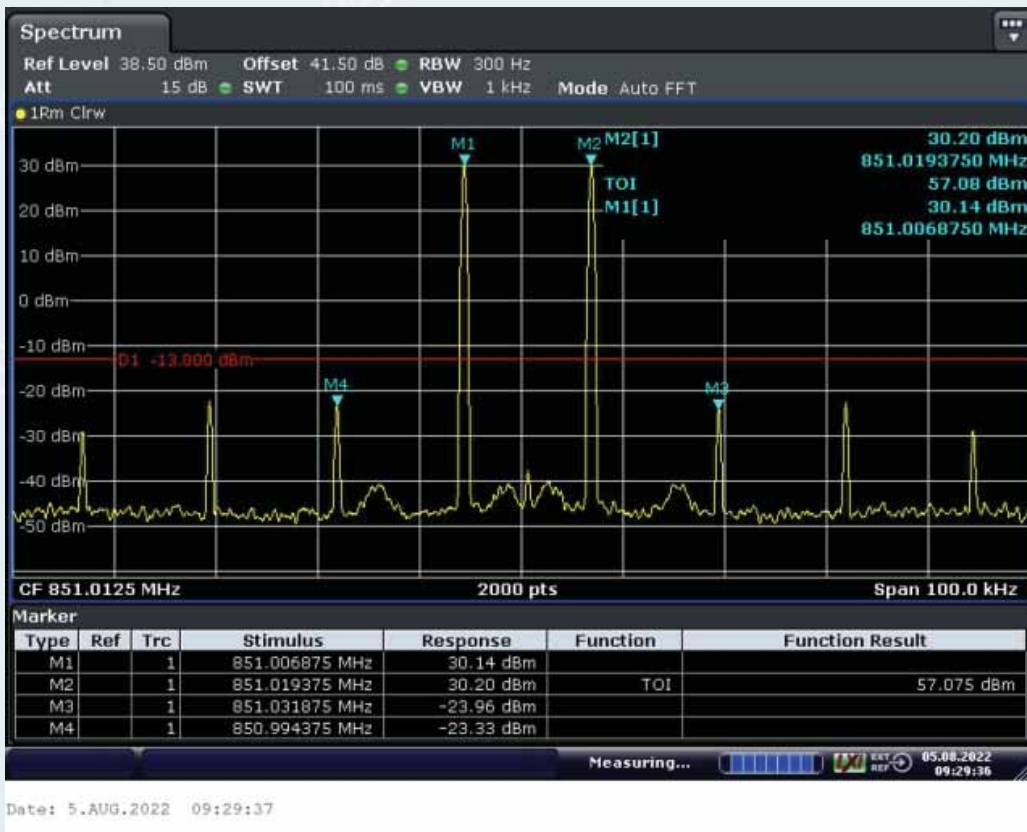 Spectrum
Ref Level 38.50 dBm Offset 41.50 dB RBW 300 Hz
Att 15 dB SWT 100 ms VBW 1 kHz Mode Auto FFT
1Rm Clrw
M1 M2 M2[1] 30.20 dBm
851.0193750 MHz
30 dBm
TOI 57.08 dBm
20 dBm M1[1] 30.14 dBm
851.0068750 MHz
10 dBm
0 dBm
-10 dBm
D1 -13.000 dBm
-20 dBm M4 M3
-30 dBm
-40 dBm
-50 dBm
CF 851.0125 MHz 2000 pts Span 100.0 kHz
Marker
Type Ref Trc Stimulus Response Function Function Result
M1 1 851.006875 MHz 30.14 dBm
M2 1 851.019375 MHz 30.20 dBm TOI 57.075 dBm
M3 1 851.031875 MHz -23.96 dBm
M4 1 850.994375 MHz -23.33 dBm
Measuring... LXI EXT REF 05.08.2022
09:29:36
Date: 5.AUG.2022 09:29:37